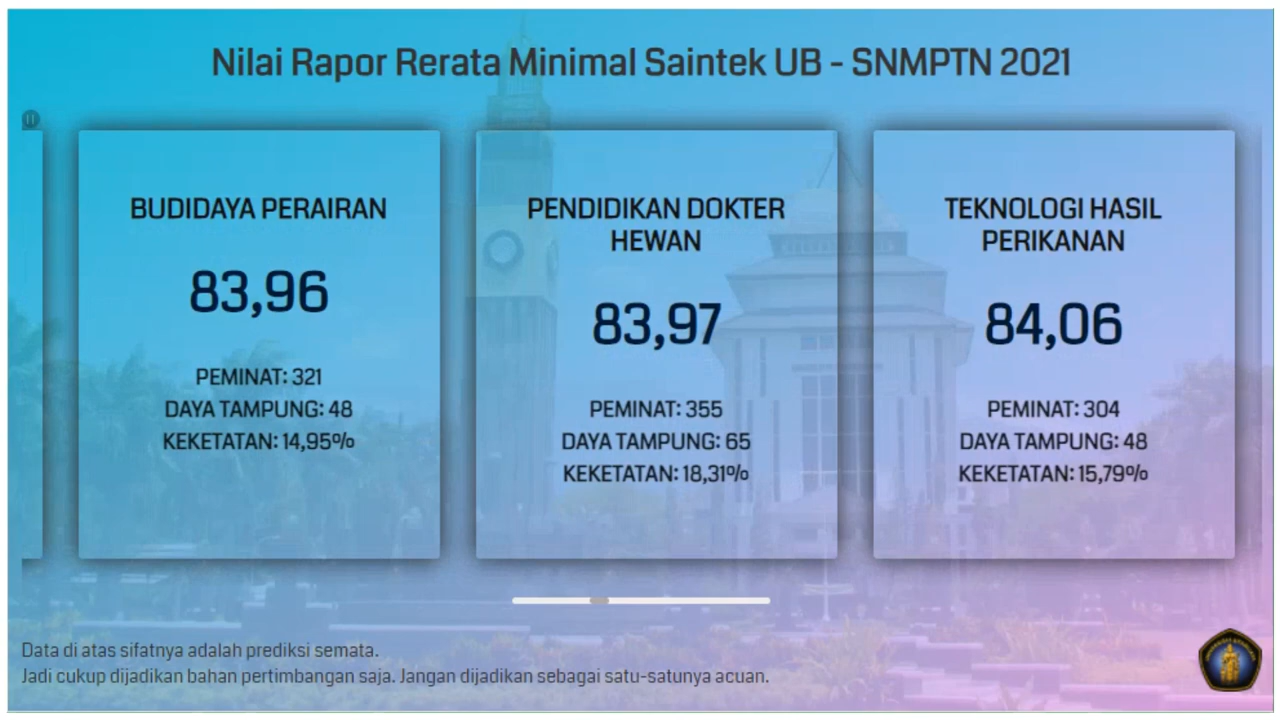 Nilai Rapor Rerata Minimal Saintek UB - SNMPTN 2021
BUDIDAYA PERAIRAN
83,96
PEMINAT: 321
DAYA TAMPUNG: 48
KEKETATAN: 14,95%
PENDIDIKAN DOKTER
HEWAN
83,97
PEMINAT: 355
DAYA TAMPUNG: 65
KEKETATAN: 18,31%
TEKNOLOGI HASIL
PERIKANAN
84,06
PEMINAT: 304
DAYA TAMPUNG: 48
KEKETATAN: 15,79%
Data di atas sifatnya adalah prediksi semata.
Jadi cukup dijadikan bahan pertimbangan saja. Jangan dijadikan sebagai satu-satunya acuan.